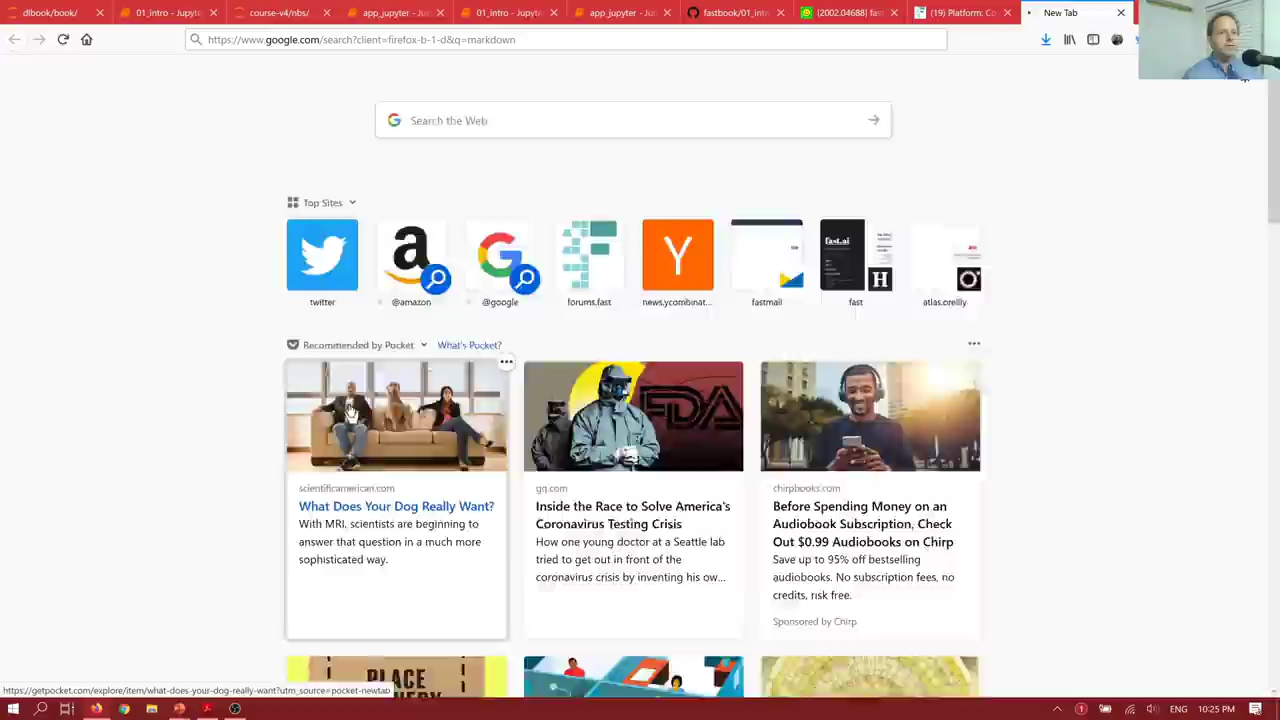 dlbook/book/
01_intro - Jupyte
course-v4/nbs/
app_jupyter - Ju
01_intro - Jupyte
app_jupyter - Ju
fastbook/01_int
[2002.04688] fas
(19) Platform: Co
New Tab
https://www.google.com/search?client=firefox-b-1-d&q=markdown
Search the Web
Top Sites
fast.ai
H
twitter
@amazon
@google
forums.fast
news.ycombinat...
fastmail
fast
atlas.oreilly
Recommended by Pocket
What's Pocket?
FDA
scientificamerican.com
What Does Your Dog Really Want?
With MRI, scientists are beginning to
answer that question in a much more
sophisticated way.
gq.com
Inside the Race to Solve America's
Coronavirus Testing Crisis
How one young doctor at a Seattle lab
tried to get out in front of the
coronavirus crisis by inventing his ow...
chirpbooks.com
Before Spending Money on an
Audiobook Subscription, Check
Out $0.99 Audiobooks on Chirp
Save up to 95% off bestselling
audiobooks. No subscription fees, no
credits, risk free.
Sponsored by Chirp
PLACE
https://getpocket.com/explore/item/what-does-your-dog-really-want?utm_source=pocket-newtab
ENG
10:25 PM